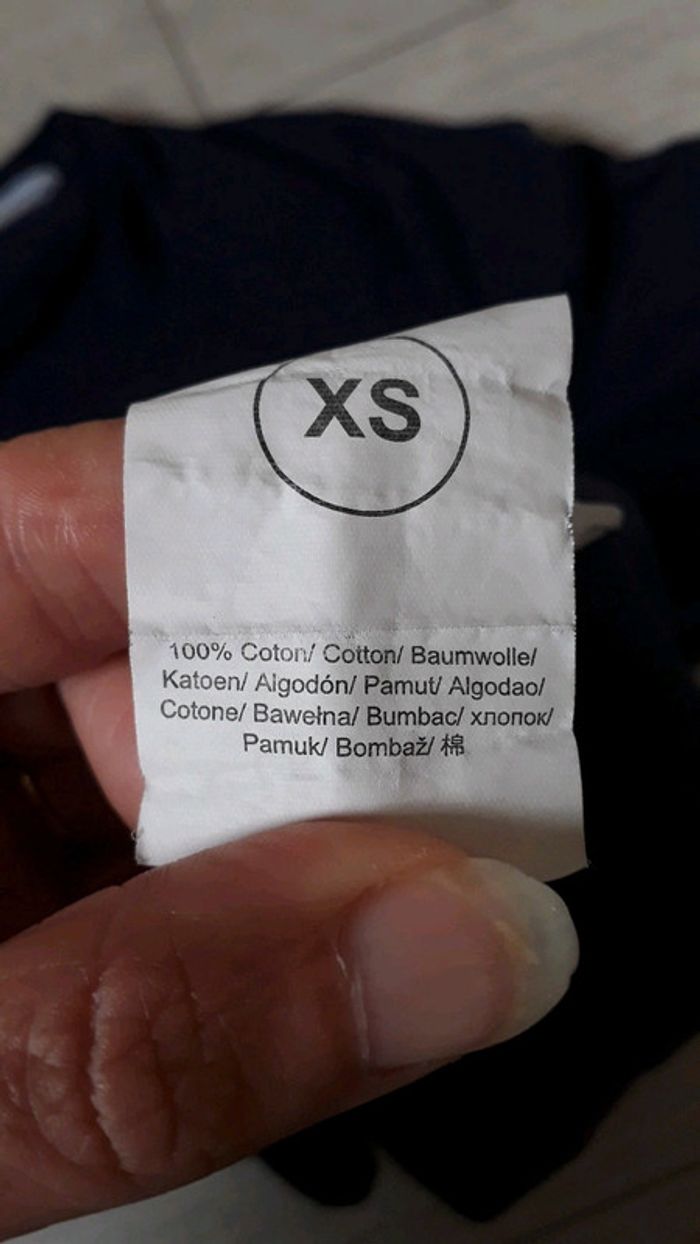 XS
100% Coton/ Cotton/ Baumwolle/
Katoen/ Algodón/ Pamut/ Algodao/
Cotone/ Bawełna/ Bumbac/ хлопок/
Pamuk/ Bombaž/ 棉